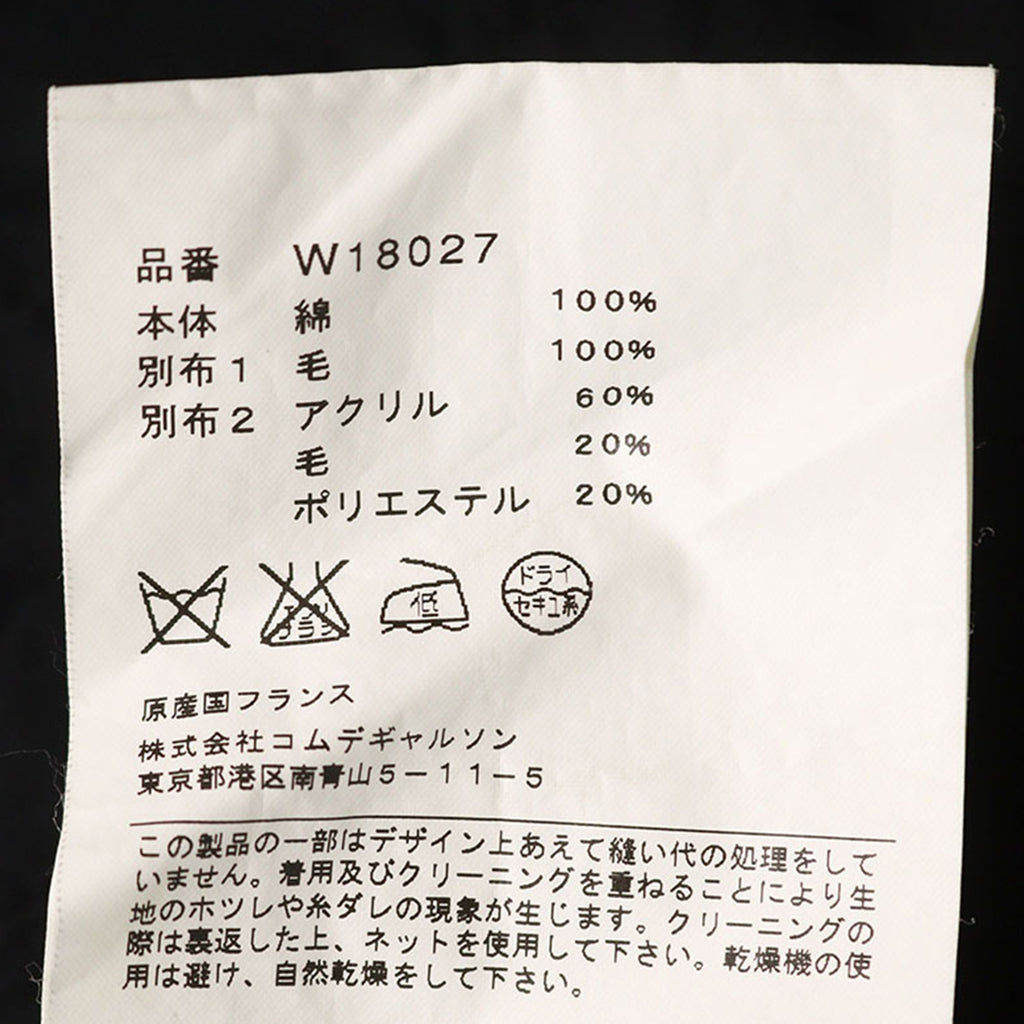 品番 W18027
本体 綿 100%
別布1 毛 100%
別布2 アクリル 60%
毛 20%
ポリエステル 20%
エンソ
低
ドライ
サラシ
セキユ系
原産国フランス
株式会社コムデギャルソン
東京都港区南青山5-11-5
この製品の一部はデザイン上あえて縫い代の処理をして
いません。着用及びクリーニングを重ねることにより生
地のホツレや糸ダレの現象が生じます。クリーニングの
際は裏返した上、ネットを使用して下さい。乾燥機の使
用は避け、自然乾燥をして下さい。